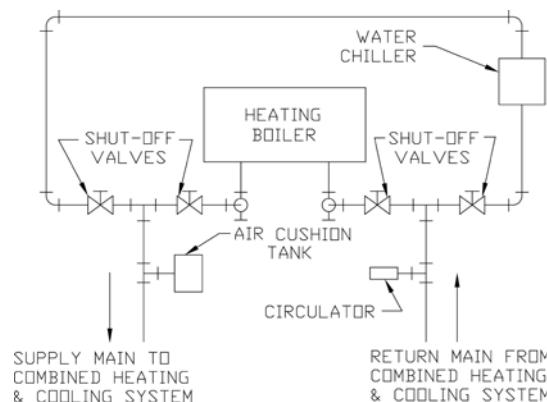 WATER
CHILLER
HEATING
BOILER
SHUT-OFF
VALVES
SHUT-OFF
VALVES
AIR CUSHION
TANK
CIRCULATOR
SUPPLY MAIN TO
COMBINED HEATING
& COOLING SYSTEM
RETURN MAIN FROM
COMBINED HEATING
& COOLING SYSTEM